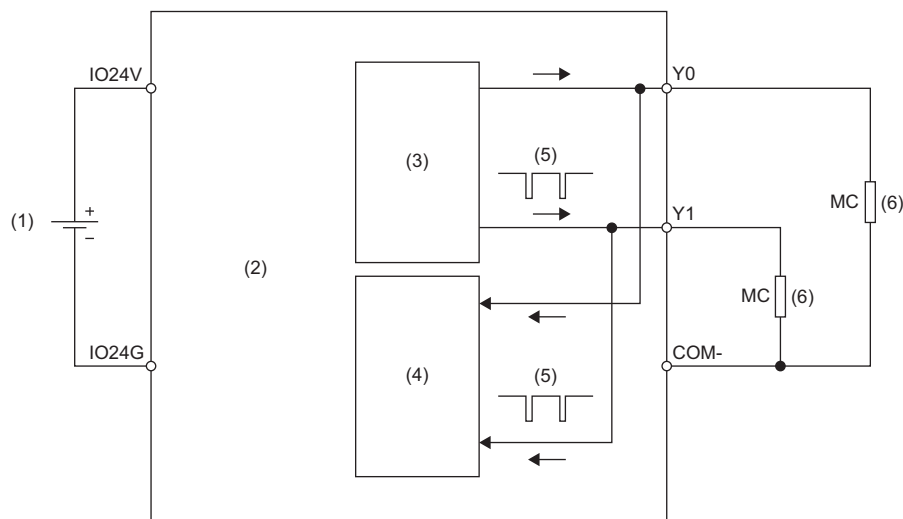 IO24V
Y0
(3)
(5)
(1)
+
−
MC
(6)
Y1
(2)
MC
(6)
IO24G
COM-
(4)
(5)